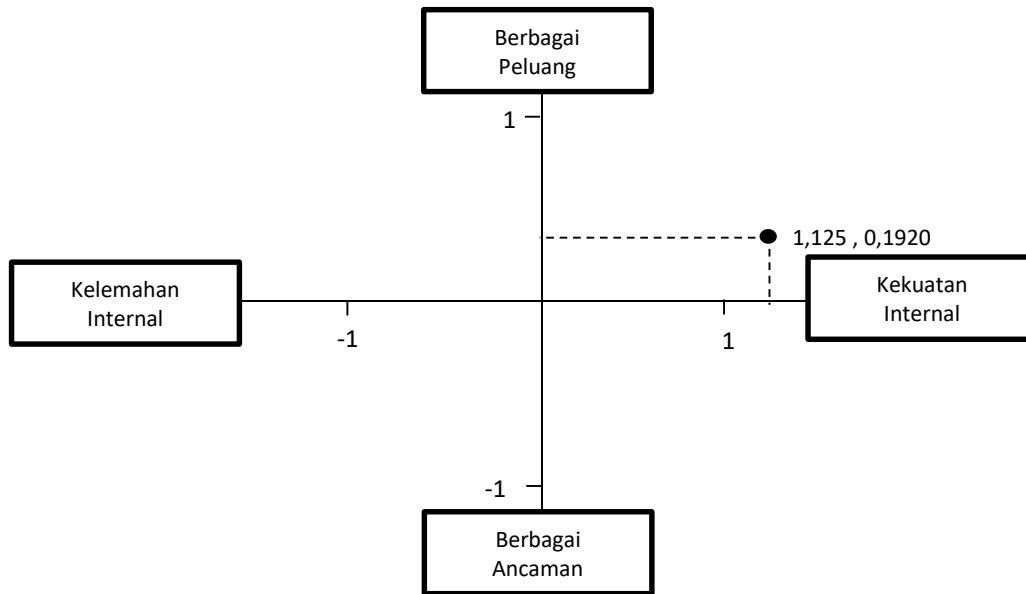 Berbagai
Peluang
1
1,125 , 0,1920
Kelemahan
Internal
Kekuatan
Internal
-1
1
-1
Berbagai
Ancaman